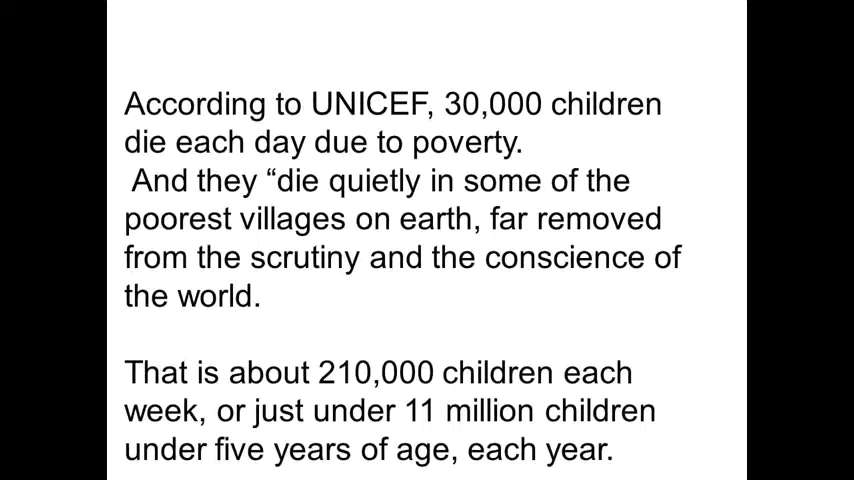 According to UNICEF, 30,000 children
die each day due to poverty.
And they “die quietly in some of the
poorest villages on earth, far removed
from the scrutiny and the conscience of
the world.
That is about 210,000 children each
week, or just under 11 million children
under five years of age, each year.